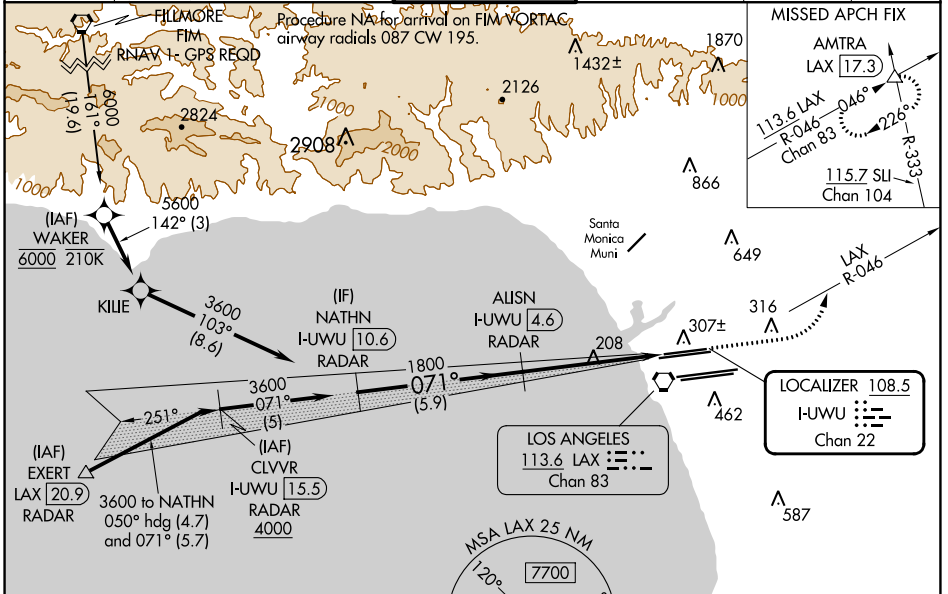 FILLMORE
FIM
RNAV 1- GPS REQD
Procedure NA for arrival on FIM VORTAC
airway radials 087 CW 195.
6000
161°
(19.6)
1432±
1870
2126
1000
1000
2824
2908
2000
1000
866
649
MISSED APCH FIX
AMTRA
LAX 17.3
113.6 LAX
R-046
Chan 83
046°
226°
R-333
115.7 SLI
Chan 104
(IAF)
WAKER
6000 210K
5600
142° (3)
KILIE
3600
103°
(8.6)
Santa
Monica
Muni
LAX
R-046
(IF)
NATHN
I-UWU 10.6
RADAR
ALISN
I-UWU 4.6
RADAR
208
307±
316
1800
071°
(5.9)
3600
071°
(5)
251°
(IAF)
EXERT
LAX 20.9
RADAR
3600 to NATHN
050° hdg (4.7)
and 071° (5.7)
(IAF)
CLVVR
I-UWU 15.5
RADAR
4000
LOS ANGELES
113.6 LAX
Chan 83
462
LOCALIZER 108.5
I-UWU
Chan 22
587
MSA LAX 25 NM
120°
7700